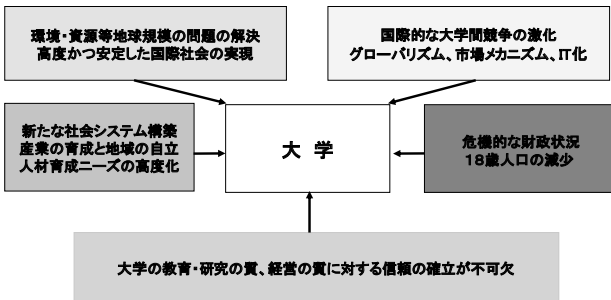 環境・資源等地球規模の問題の解決
高度かつ安定した国際社会の実現
国際的な大学間競争の激化
グローバリズム、市場メカニズム、IT化
新たな社会システム構築
産業の育成と地域の自立
人材育成ニーズの高度化
大 学
危機的な財政状況
18歳人口の減少
大学の教育・研究の質、経営の質に対する信頼の確立が不可欠